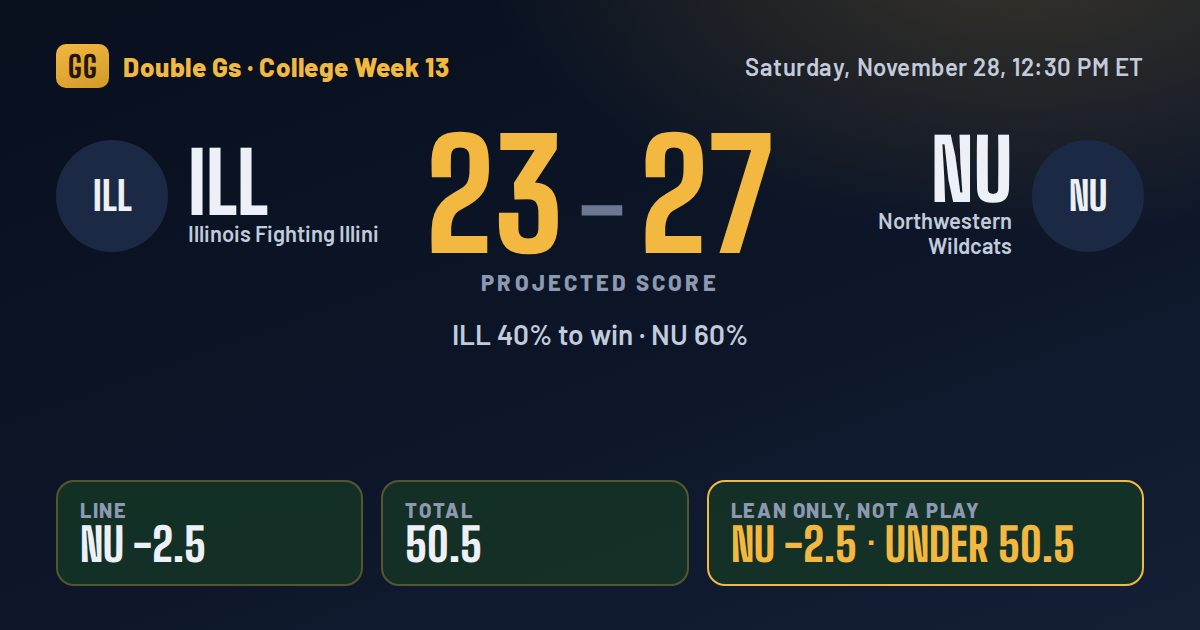 GG
Double Gs · College Week 13
Saturday, November 28, 12:30 PM ET
ILL
ILL
Illinois Fighting Illini
23 – 27
PROJECTED SCORE
ILL 40% to win · NU 60%
NU
Northwestern
Wildcats
NU
LINE
NU −2.5
TOTAL
50.5
LEAN ONLY, NOT A PLAY
NU −2.5 · UNDER 50.5